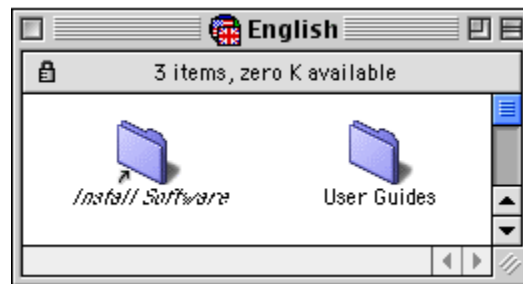 English
3 items, zero K available
Install Software
User Guides